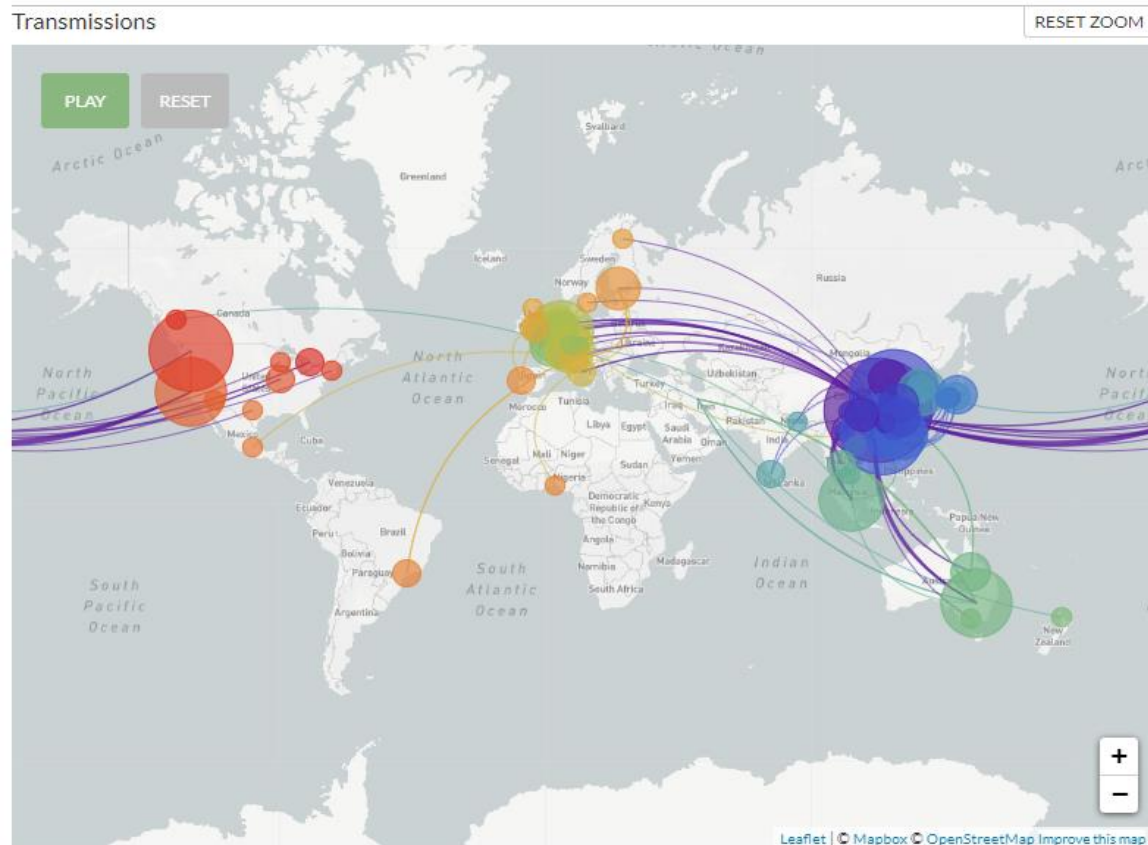 Transmissions
RESET ZOOM
PLAY
RESET
Arctic Ocean
Svalbard
Greenland
Arctic Ocean
Iceland
Sweden
Norway
Russia
Canada
Ukraine
Mongolia
North Pacific Ocean
North Atlantic Ocean
Uzbekistan
Turkey
Morocco
Tunisia
Iraq
Iran
Pakistan
Libya
Egypt
Saudi Arabia
Oman
India
Mexico
Cuba
Senegal
Mali
Niger
Sudan
Yemen
Nigeria
Philippines
Venezuela
Ecuador
Democratic Republic of the Congo
Kenya
Papua New Guinea
Peru
Brazil
Angola
Bolivia
Paraguay
Namibia
Madagascar
Indian Ocean
South Africa
South Pacific Ocean
South Atlantic Ocean
Argentina
New Zealand
+
−
Leaflet | © Mapbox © OpenStreetMap Improve this map